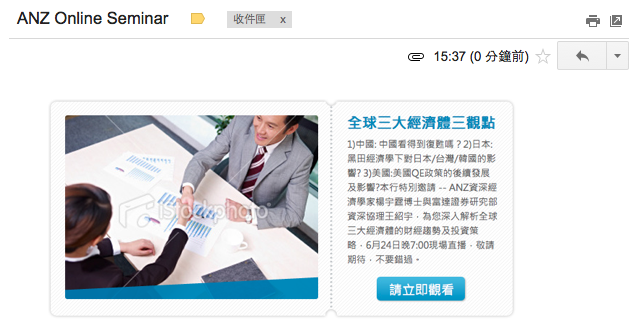 ANZ Online Seminar
收件匣 x
15:37 (0 分鐘前)
全球三大經濟體三觀點
1)中國: 中國看得到復甦嗎？2)日本:
黑田經濟學下對日本/台灣/韓國的影
響? 3)美國:美國QE政策的後續發展
及影響?本行特別邀請 -- ANZ資深經
濟學家楊宇霆博士與富達證券研究部
資深協理王紹宇，為您深入解析全球
三大經濟體的財經趨勢及投資策
略，6月24日晚7:00現場直播，敬請
期待，不要錯過。
iStockphoto
請立即觀看